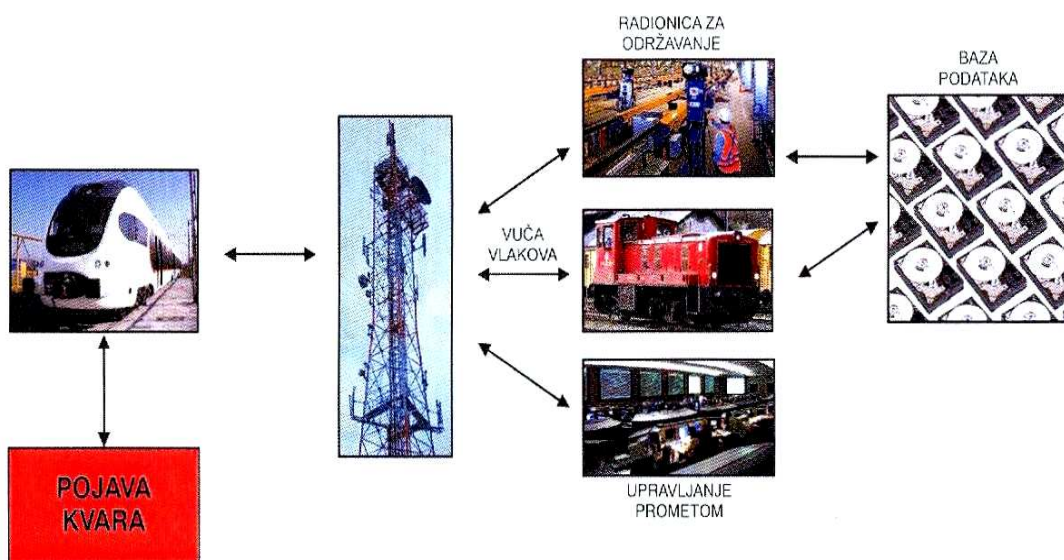 RADIONICA ZA
ODRŽAVANJE
BAZA
PODATAKA
VUČA
VLAKOVA
POJAVA
KVARA
UPRAVLJANJE
PROMETOM